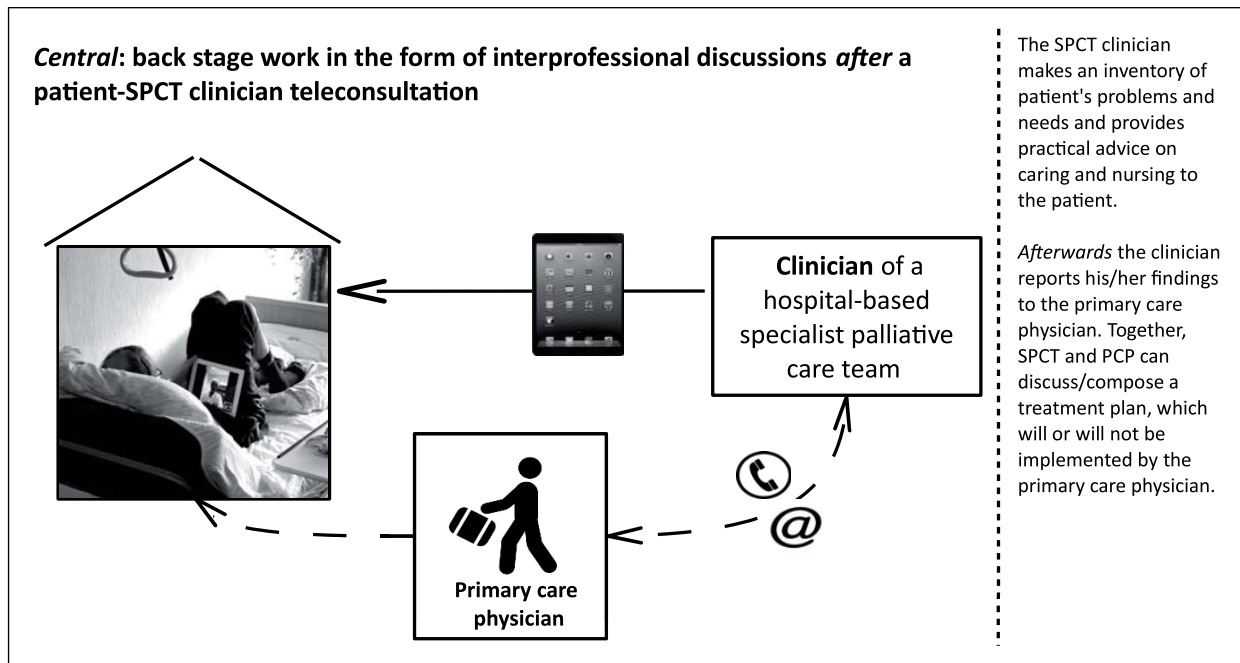 Central: back stage work in the form of interprofessional discussions after a
patient-SPCT clinician teleconsultation
Clinician of a
hospital-based
specialist palliative
care team
@
Primary care
physician
The SPCT clinician
makes an inventory of
patient's problems and
needs and provides
practical advice on
caring and nursing to
the patient.
Afterwards the clinician
reports his/her findings
to the primary care
physician. Together,
SPCT and PCP can
discuss/compose a
treatment plan, which
will or will not be
implemented by the
primary care physician.